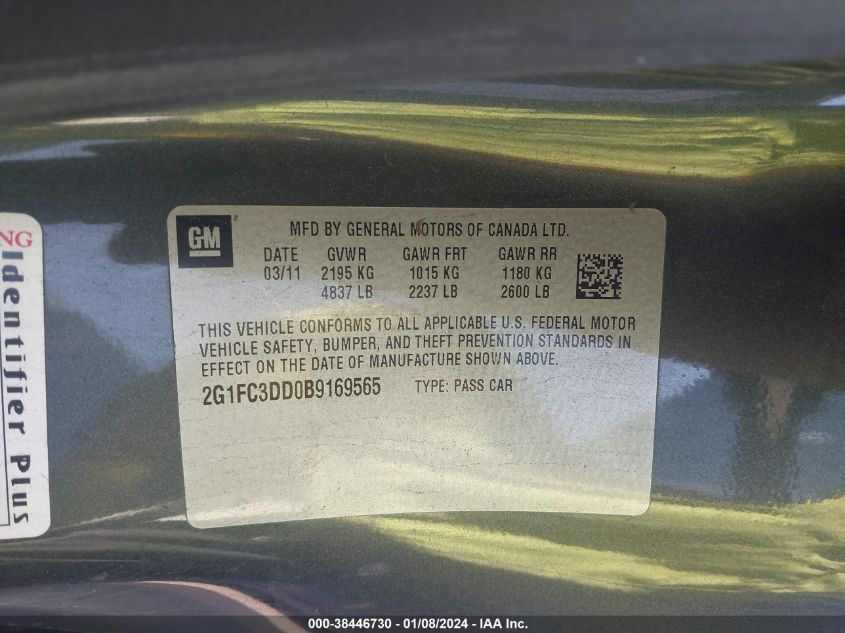 NG
Identifier Plus
GM
MFD BY GENERAL MOTORS OF CANADA LTD.
DATE GVWR GAWR FRT GAWR RR
03/11 2195 KG 1015 KG 1180 KG
4837 LB 2237 LB 2600 LB
THIS VEHICLE CONFORMS TO ALL APPLICABLE U.S. FEDERAL MOTOR
VEHICLE SAFETY, BUMPER, AND THEFT PREVENTION STANDARDS IN
EFFECT ON THE DATE OF MANUFACTURE SHOWN ABOVE.
2G1FC3DD0B9169565 TYPE: PASS CAR
000-38446730 - 01/08/2024 - IAA Inc.